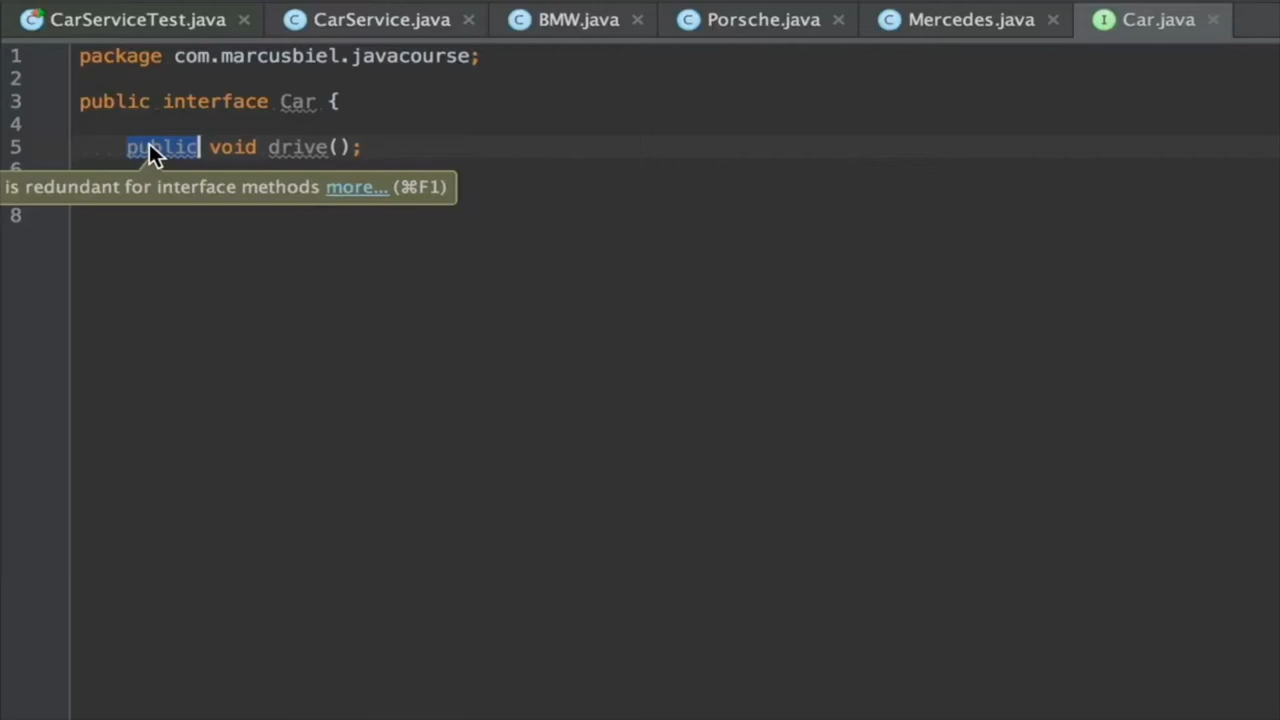 CarServiceTest.java CarService.java BMW.java Porsche.java Mercedes.java Car.java
1 package com.marcusbiel.javacourse;
2
3 public interface Car {
4
5 public void drive();
6
is redundant for interface methods more... (⌘F1)
8